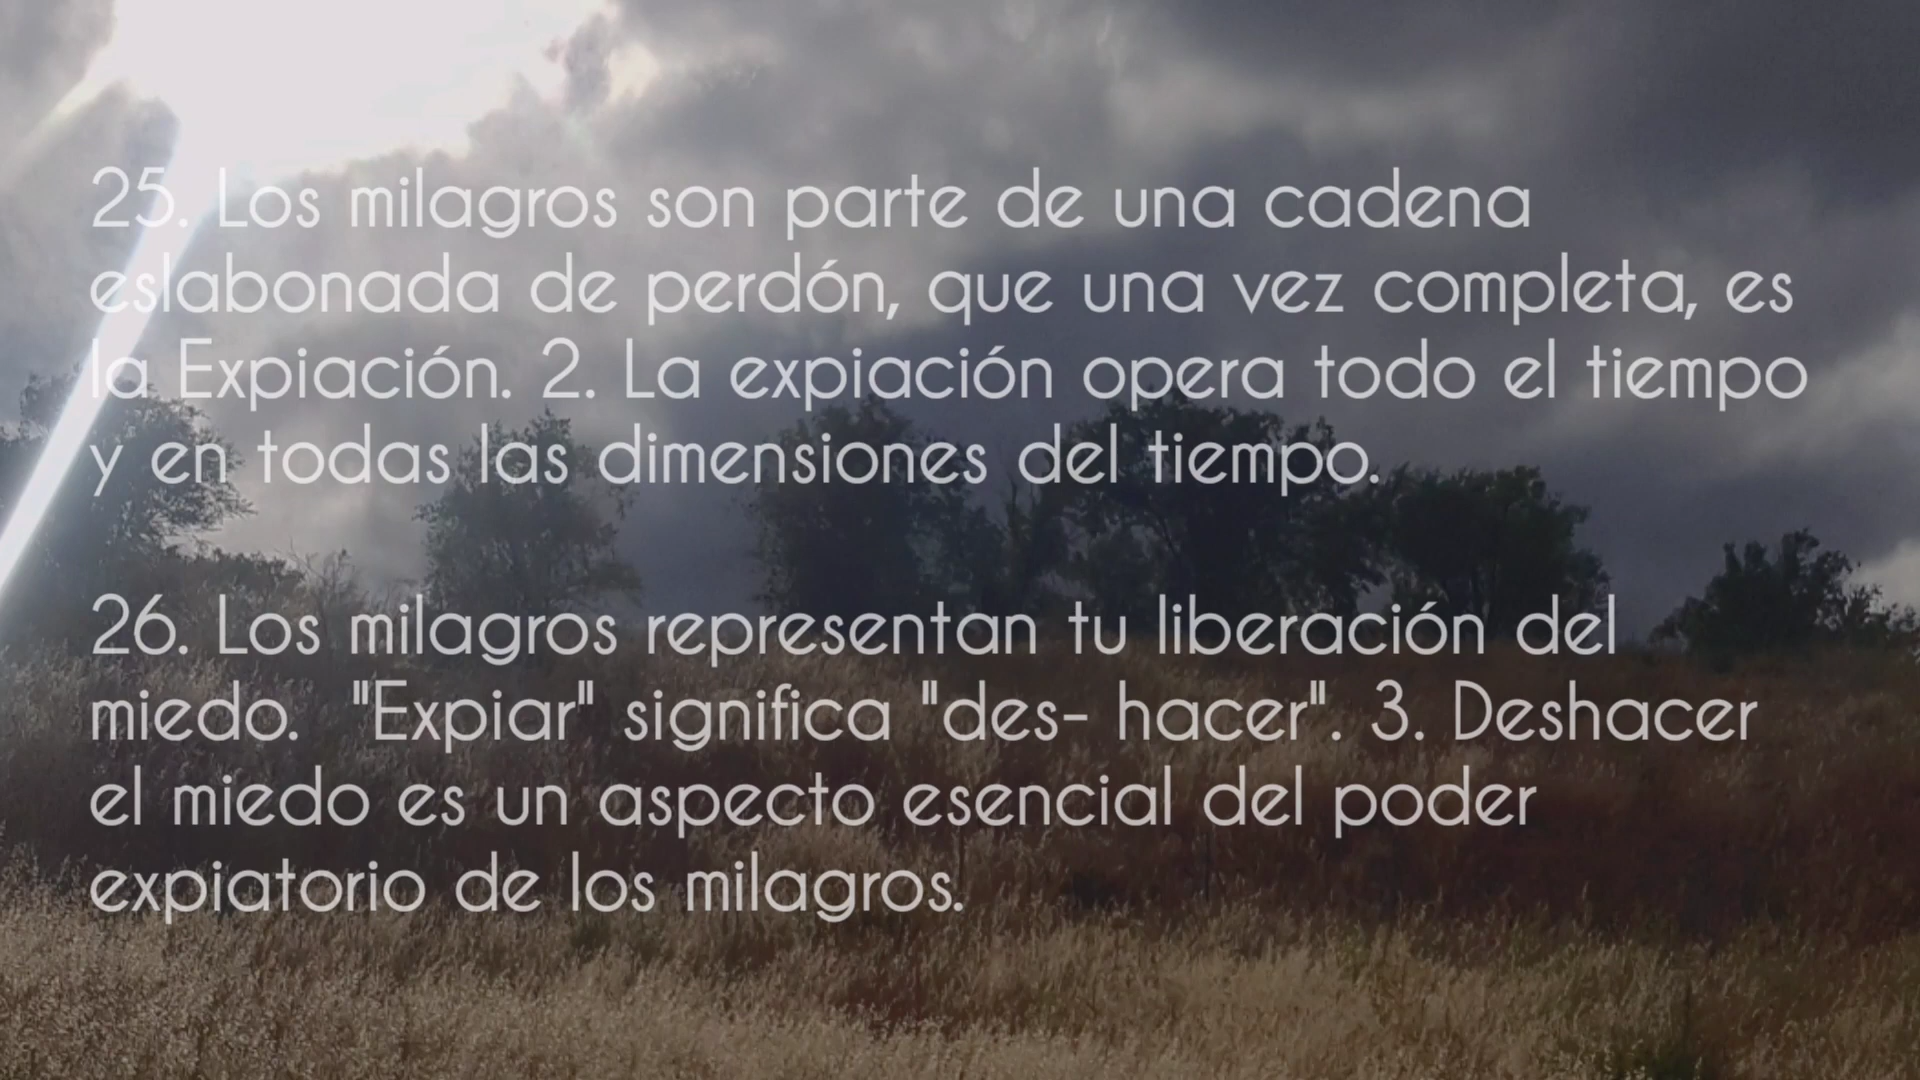 25. Los milagros son parte de una cadena
eslabonada de perdón, que una vez completa, es
la Expiación. 2. La expiación opera todo el tiempo
y en todas las dimensiones del tiempo.
26. Los milagros representan tu liberación del
miedo.  "Expiar" significa "des- hacer". 3. Deshacer
el miedo es un aspecto esencial del poder
expiatorio de los milagros.